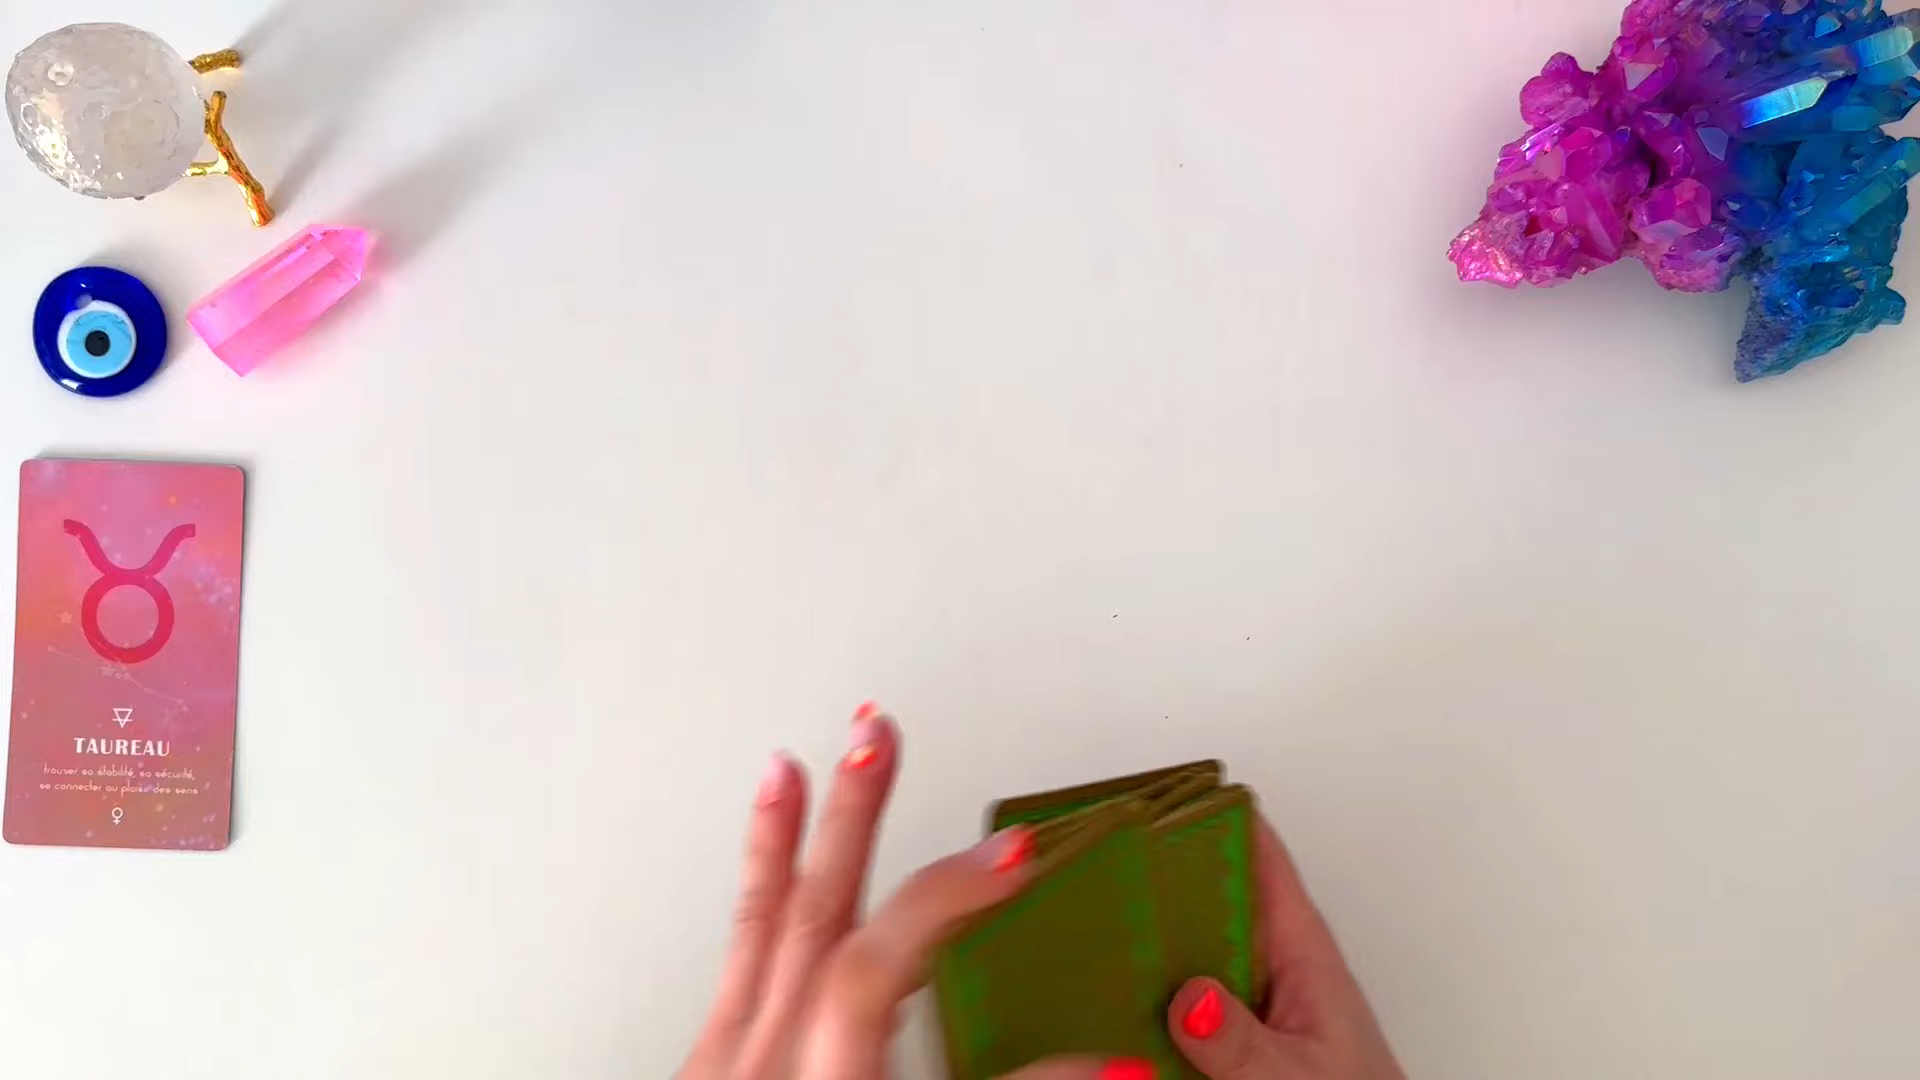 TAUREAU
trouver sa stabilité, sa sécurité,
se connecter au plaisir des sens